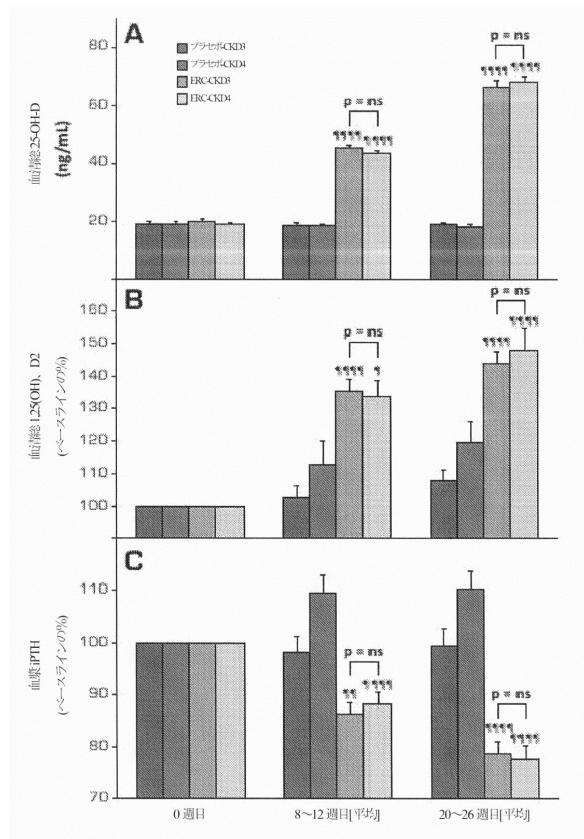 A
プラセボ-CKD3
プラセボ-CKD4
ERC-CKD3
ERC-CKD4
血清総 25-OH-D
(ng/mL)
80
60
40
20
p = ns
¶¶¶¶ ¶¶¶¶
p = ns
¶¶¶¶ ¶¶¶¶
B
血清総 1,25(OH)、D2
(ベースラインの%)
160
150
140
130
120
110
100
p = ns
¶¶¶¶ ¶
p = ns
¶¶¶¶ ¶¶¶¶
C
血漿 iPTH
(ベースラインの%)
110
100
90
80
70
p = ns
¶¶ ¶¶¶¶
p = ns
¶¶¶¶ ¶¶¶¶
0 週目
8～12 週目[平均]
20～26 週目[平均]